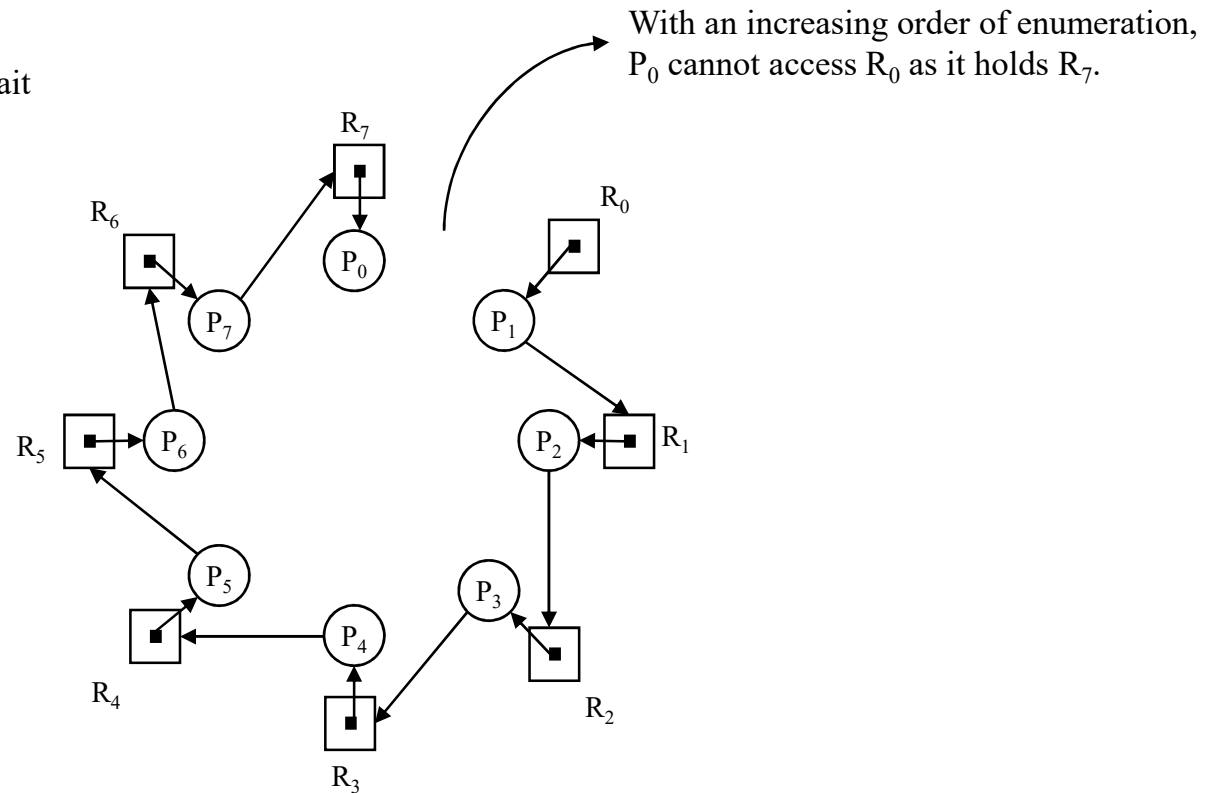 With an increasing order of enumeration,
P₀ cannot access R₀ as it holds R₇.
ait
R₇
R₀
R₆
P₀
P₇
P₁
R₅
P₆
P₂
R₁
P₅
P₃
P₄
R₄
R₂
R₃